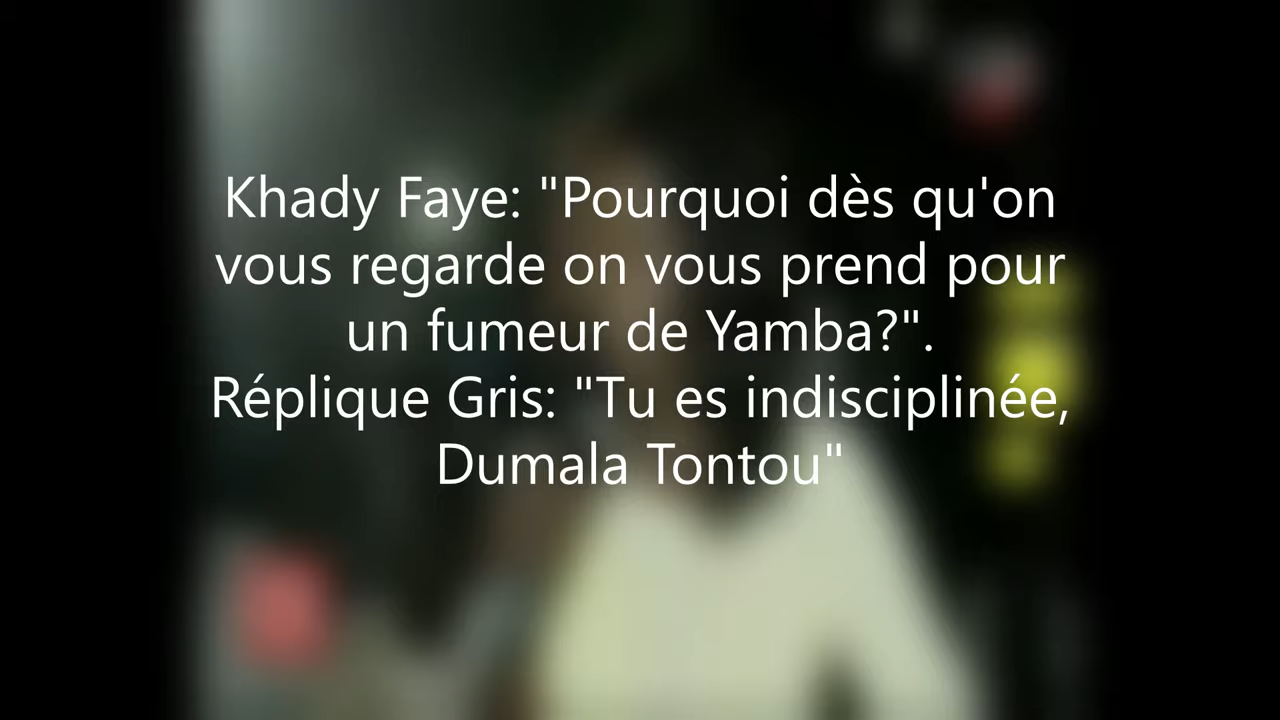 Khady Faye: "Pourquoi dès qu'on
vous regarde on vous prend pour
un fumeur de Yamba?".
Réplique Gris: "Tu es indisciplinée,
Dumala Tontou"